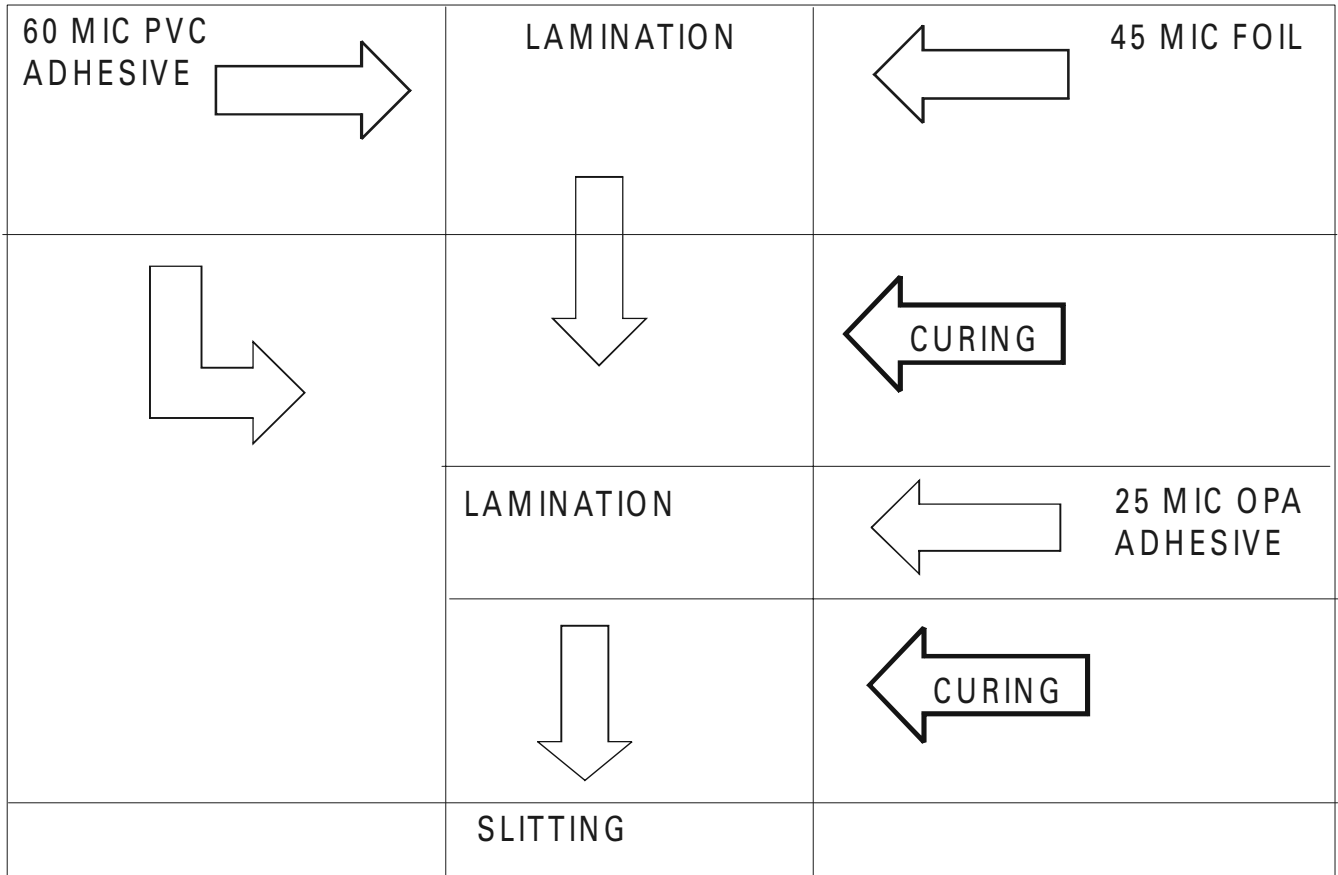 60 MIC PVC
ADHESIVE
LAMINATION
45 MIC FOIL
CURING
LAMINATION
25 MIC OPA
ADHESIVE
CURING
SLITTING